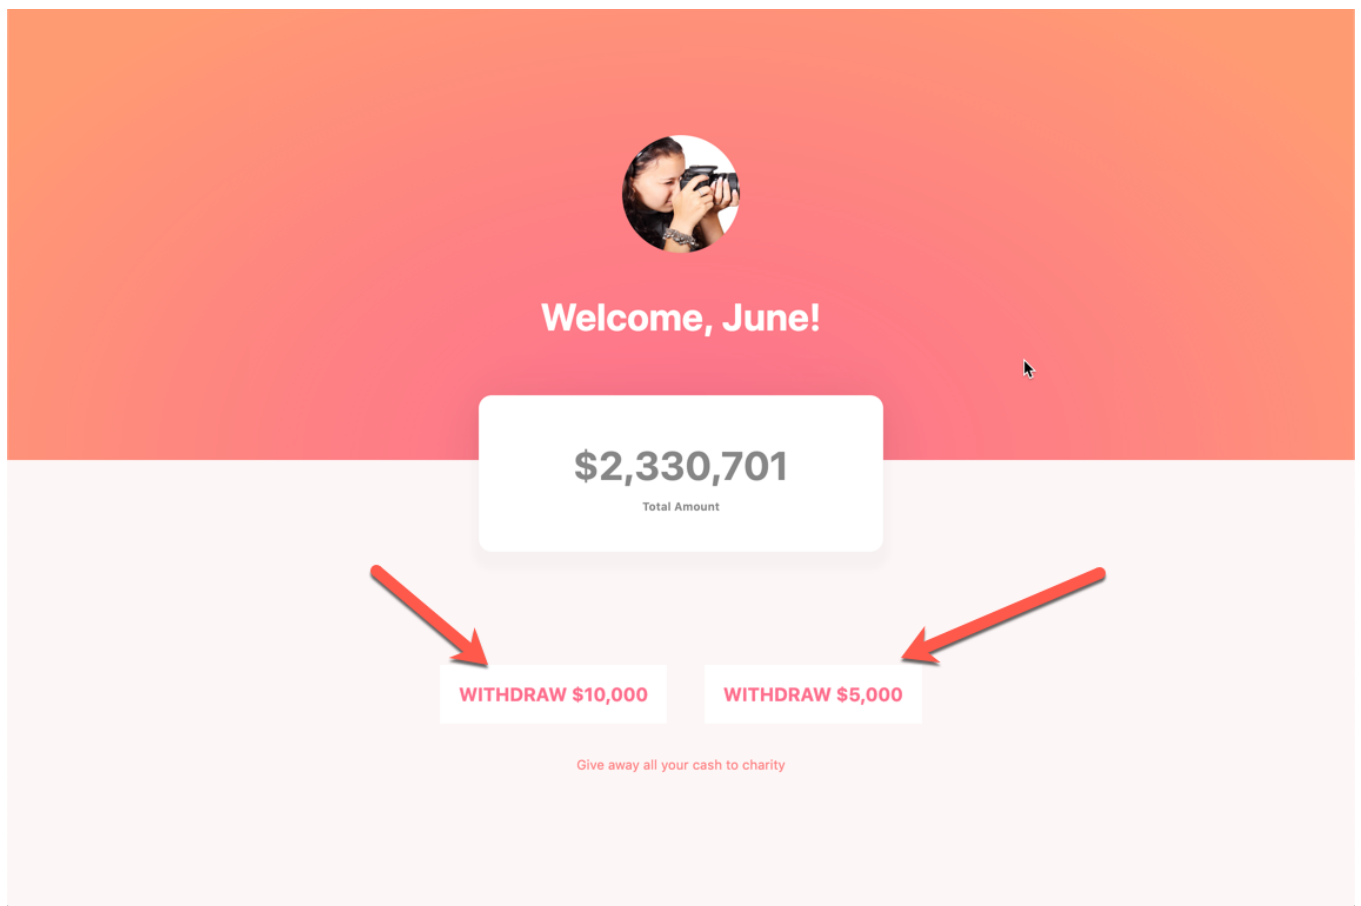 Welcome, June!
$2,330,701
Total Amount
WITHDRAW $10,000
WITHDRAW $5,000
Give away all your cash to charity